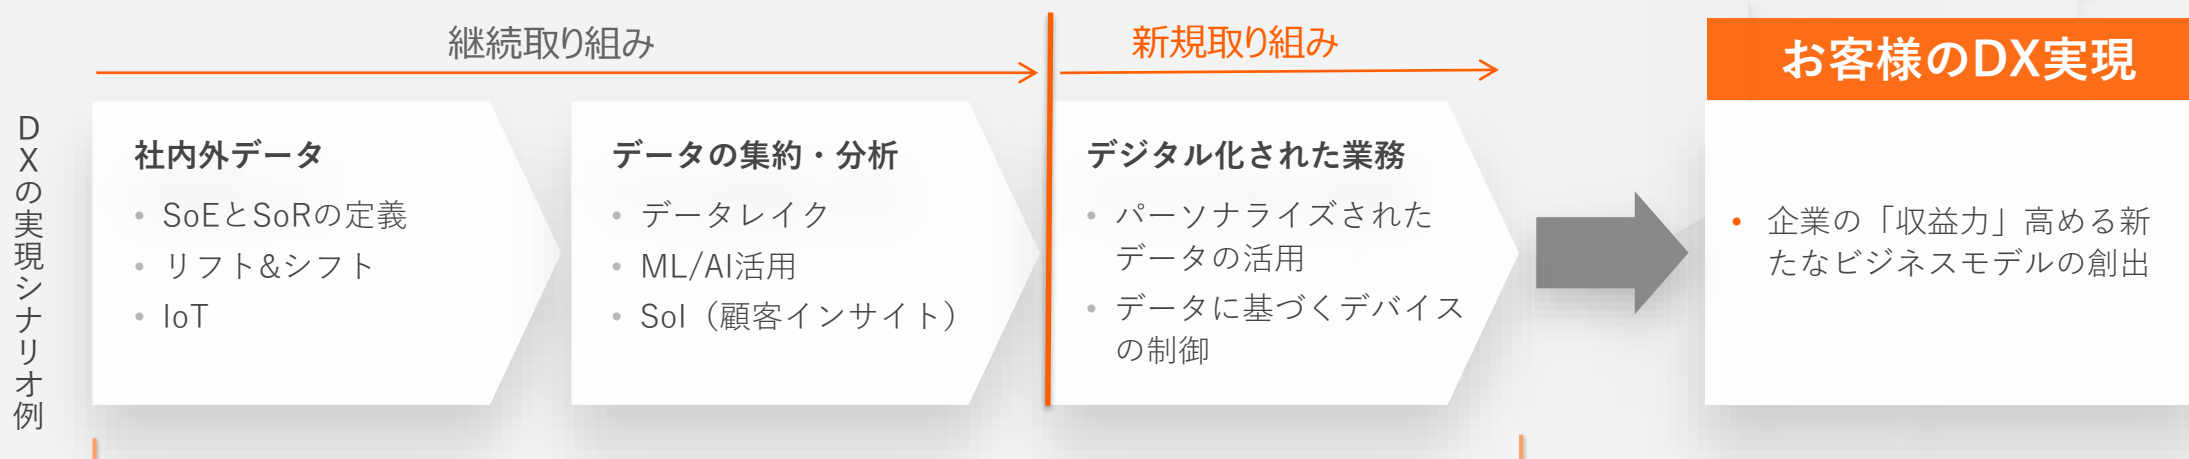 継続取り組み
新規取り組み
お客様のDX実現
DXの実現シナリオ例
社内外データ
• SoEとSoRの定義
• リフト&シフト
• IoT
データの集約・分析
• データレイク
• ML/AI活用
• SoI（顧客インサイト）
デジタル化された業務
• パーソナライズされた
データの活用
• データに基づくデバイス
の制御
• 企業の「収益力」高める新
たなビジネスモデルの創出